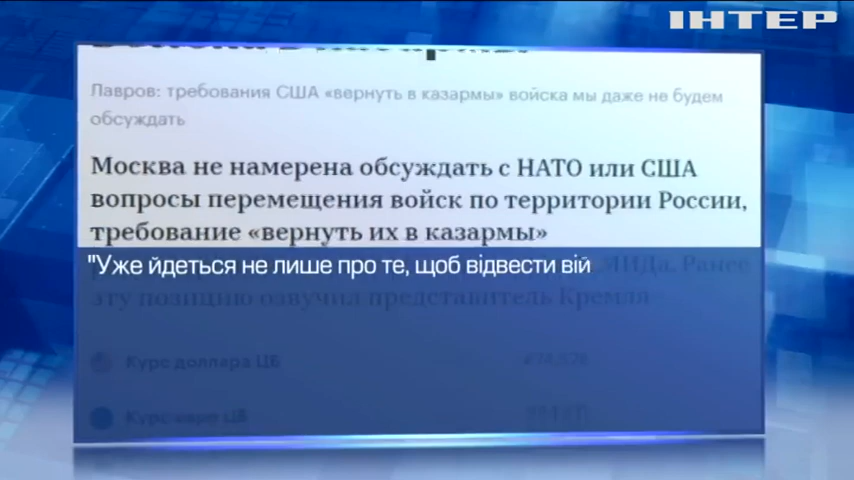 ІНТЕР
Лавров: требования США «вернуть в казармы» войска мы даже не будем
обсуждать
Москва не намерена обсуждать с НАТО или США
вопросы перемещения войск по территории России,
требование «вернуть их в казармы»
"Уже йдеться не лише про те, щоб відвести вій
МИДа. Ранее
эту позицию озвучил представитель Кремля
Курс доллара ЦБ
Курс евро ЦБ